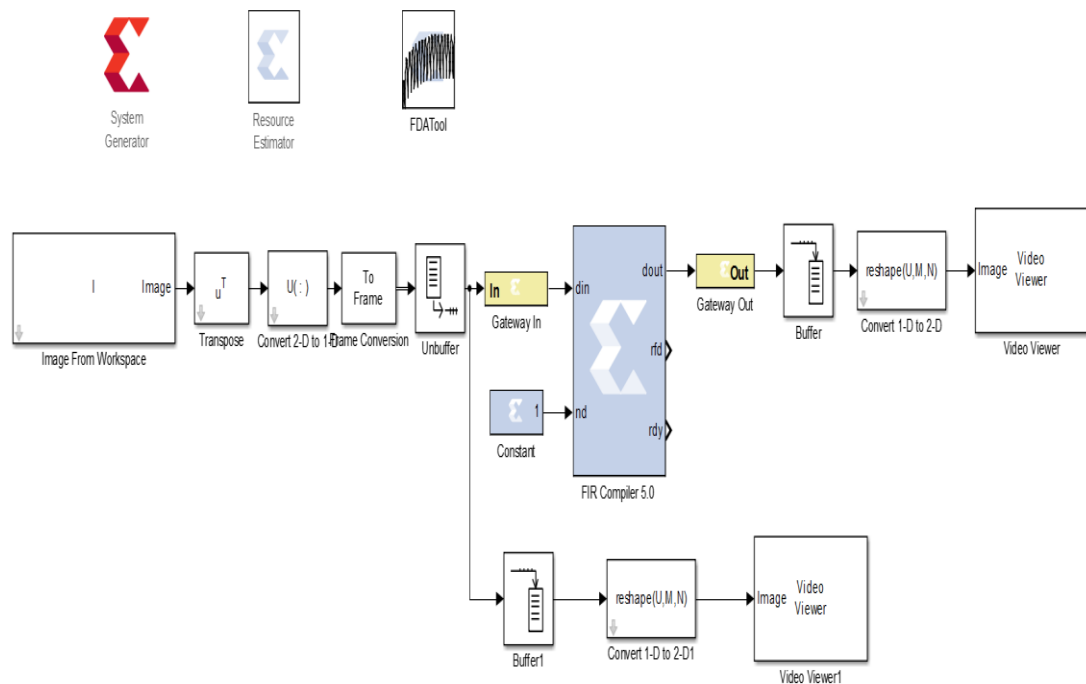 System
Generator
Resource
Estimator
FDATool
I
Image
Image From Workspace
u^T
Transpose
U( : )
Convert 2-D to 1-D
To
Frame
Frame Conversion
Unbuffer
In
Gateway In
1
Constant
din
nd
dout
rfd
rdy
FIR Compiler 5.0
Out
Gateway Out
Buffer
reshape(U,M,N)
Convert 1-D to 2-D
Image
Video
Viewer
Video Viewer
Buffer1
reshape(U,M,N)
Convert 1-D to 2-D1
Image
Video
Viewer
Video Viewer1